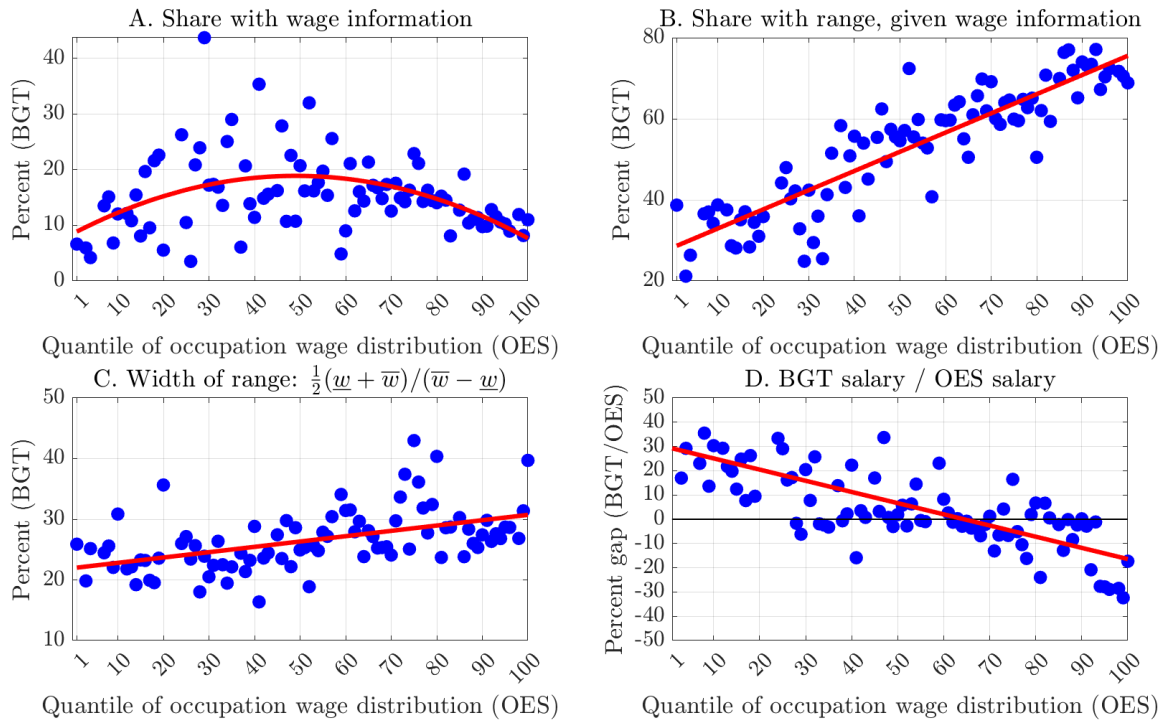 A. Share with wage information
Percent (BGT)
40
30
20
10
0
1 10 20 30 40 50 60 70 80 90 100
Quantile of occupation wage distribution (OES)
B. Share with range, given wage information
Percent (BGT)
80
60
40
20
1 10 20 30 40 50 60 70 80 90 100
Quantile of occupation wage distribution (OES)
C. Width of range: ½(w̲ + w̅)/(w̅ − w̲)
Percent (BGT)
50
40
30
20
10
1 10 20 30 40 50 60 70 80 90 100
Quantile of occupation wage distribution (OES)
D. BGT salary / OES salary
Percent gap (BGT/OES)
50
40
30
20
10
0
-10
-20
-30
-40
-50
1 10 20 30 40 50 60 70 80 90 100
Quantile of occupation wage distribution (OES)